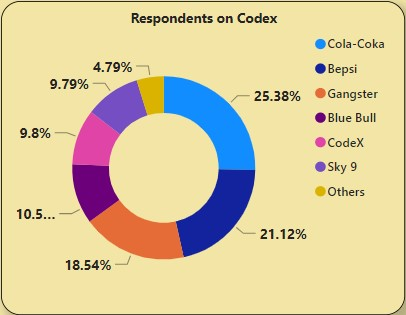 Respondents on Codex
4.79%
9.79%
9.8%
10.5...
18.54%
25.38%
21.12%
Cola-Coka
Bepsi
Gangster
Blue Bull
CodeX
Sky 9
Others